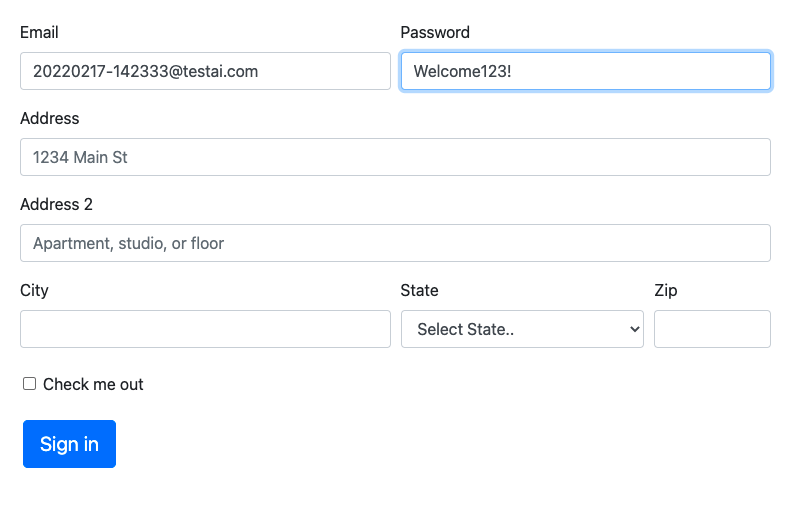 Email Password
20220217-142333@testai.com Welcome123!
Address
1234 Main St
Address 2
Apartment, studio, or floor
City State Zip
Select State..
Check me out
Sign in